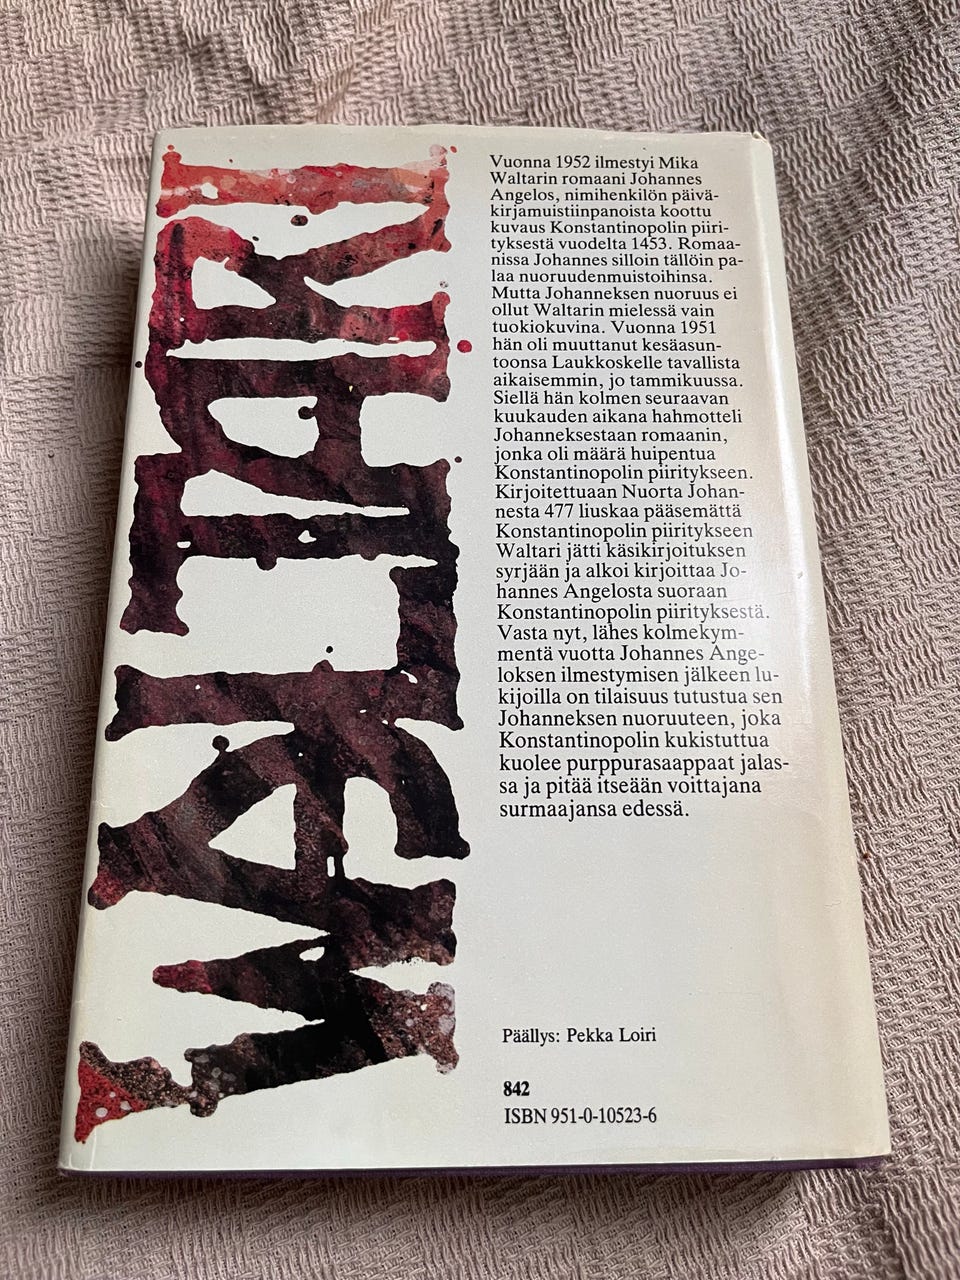 WALTARI
Vuonna 1952 ilmestyi Mika
Waltarin romaani Johannes
Angelos, nimihenkilön päivä-
kirjamuistiinpanoista koottu
kuvaus Konstantinopolin piiri-
tyksestä vuodelta 1453. Romaa-
nissa Johannes silloin tällöin pa-
laa nuoruudenmuistoihinsa.
Mutta Johanneksen nuoruus ei
ollut Waltarin mielessä vain
tuokiokuvina. Vuonna 1951
hän oli muuttanut kesäasun-
toonsa Laukkoskelle tavallista
aikaisemmin, jo tammikuussa.
Siellä hän kolmen seuraavan
kuukauden aikana hahmotteli
Johanneksestaan romaanin,
jonka oli määrä huipentua
Konstantinopolin piiritykseen.
Kirjoitettuaan Nuorta Johan-
nesta 477 liuskaa pääsemättä
Konstantinopolin piiritykseen
Waltari jätti käsikirjoituksen
syrjään ja alkoi kirjoittaa Jo-
hannes Angelosta suoraan
Konstantinopolin piirityksestä.
Vasta nyt, lähes kolmekym-
mentä vuotta Johannes Ange-
loksen ilmestymisen jälkeen lu-
kijoilla on tilaisuus tutustua sen
Johanneksen nuoruuteen, joka
Konstantinopolin kukistuttua
kuolee purppurasaappaat jalas-
sa ja pitää itseään voittajana
surmaajansa edessä.
Päällys: Pekka Loiri
842
ISBN 951-0-10523-6